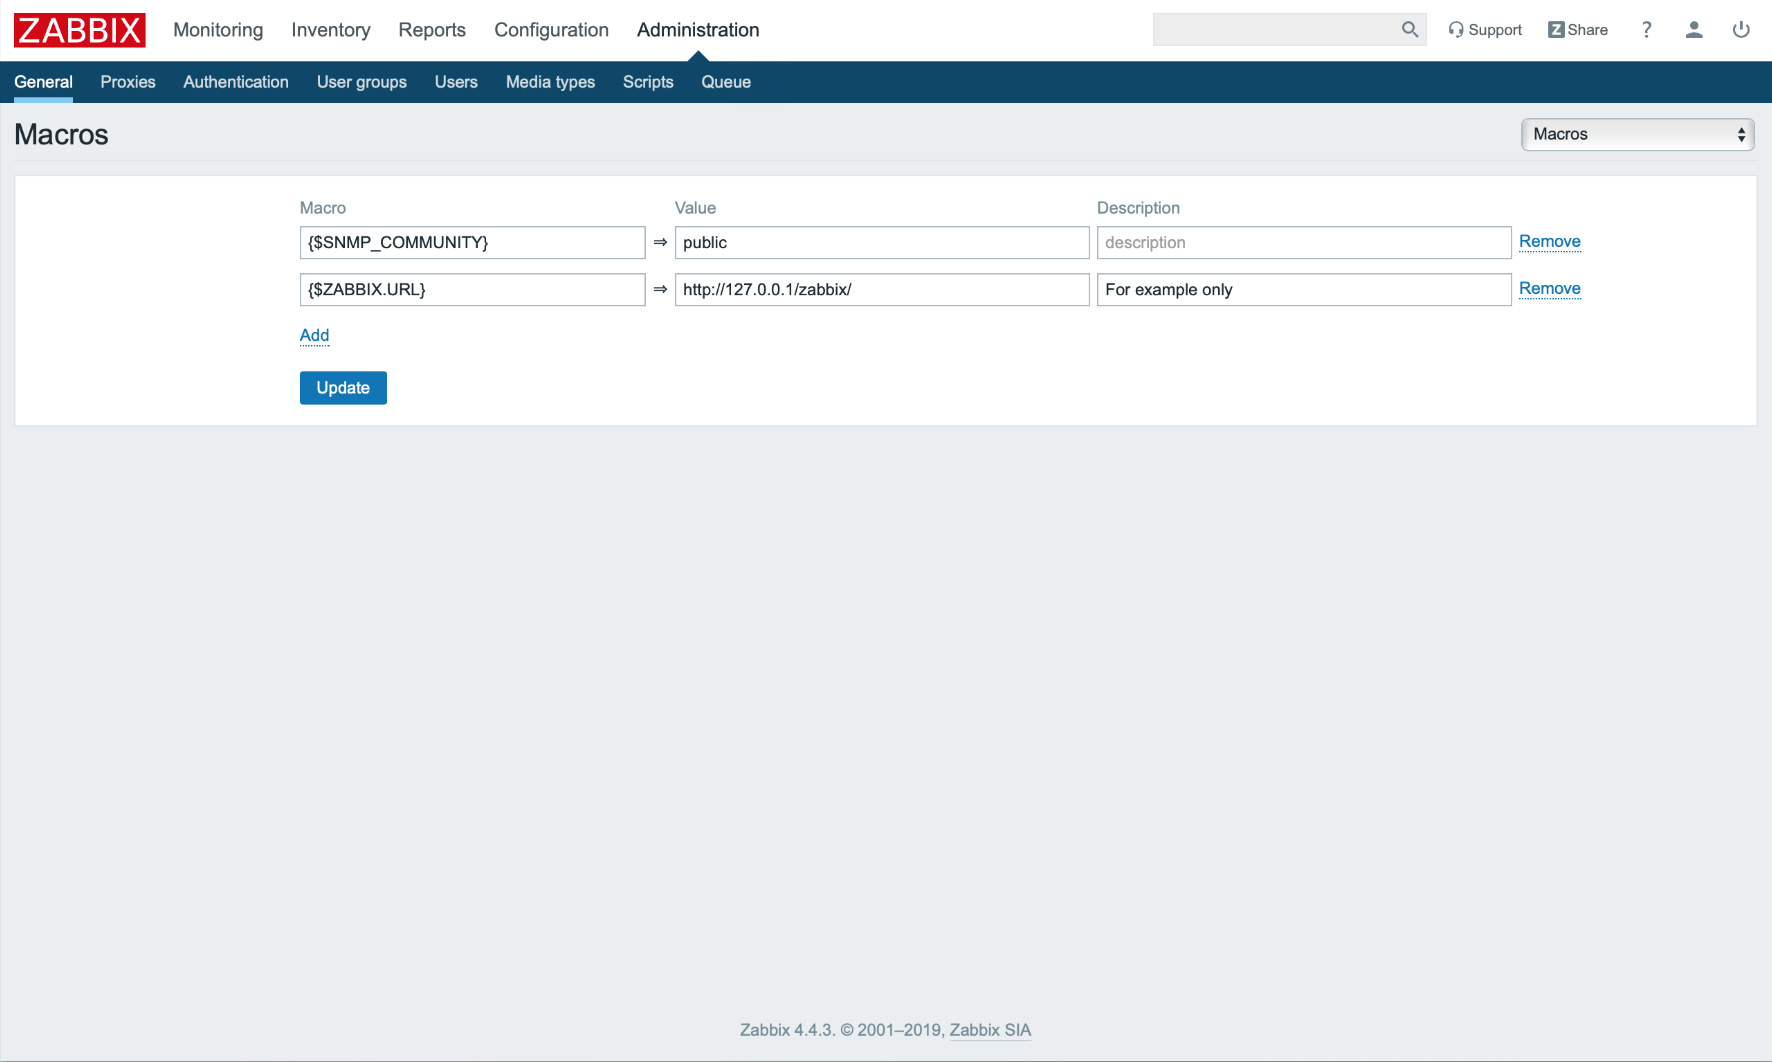 ZABBIX Monitoring Inventory Reports Configuration Administration Support Z Share ?
General Proxies Authentication User groups Users Media types Scripts Queue
Macros Macros
Macro Value Description
{$SNMP_COMMUNITY} ⇒ public description Remove
{$ZABBIX.URL} ⇒ http://127.0.0.1/zabbix/ For example only Remove
Add
Update
Zabbix 4.4.3. © 2001–2019, Zabbix SIA